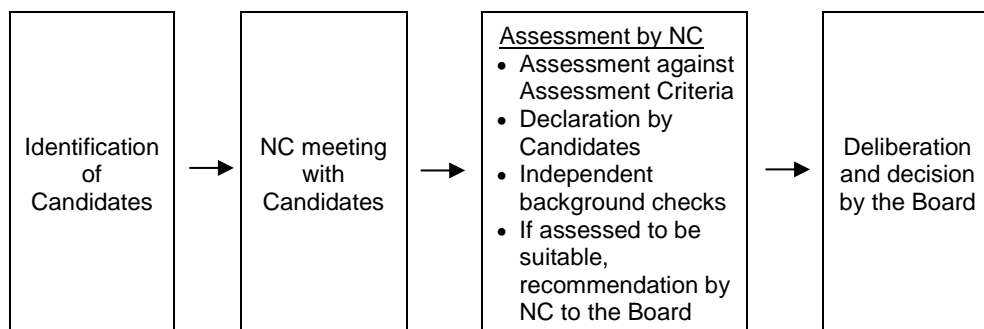 Identification
of
Candidates
NC meeting
with
Candidates
Assessment by NC
• Assessment against
Assessment Criteria
• Declaration by
Candidates
• Independent
background checks
• If assessed to be
suitable,
recommendation by
NC to the Board
Deliberation
and decision
by the Board